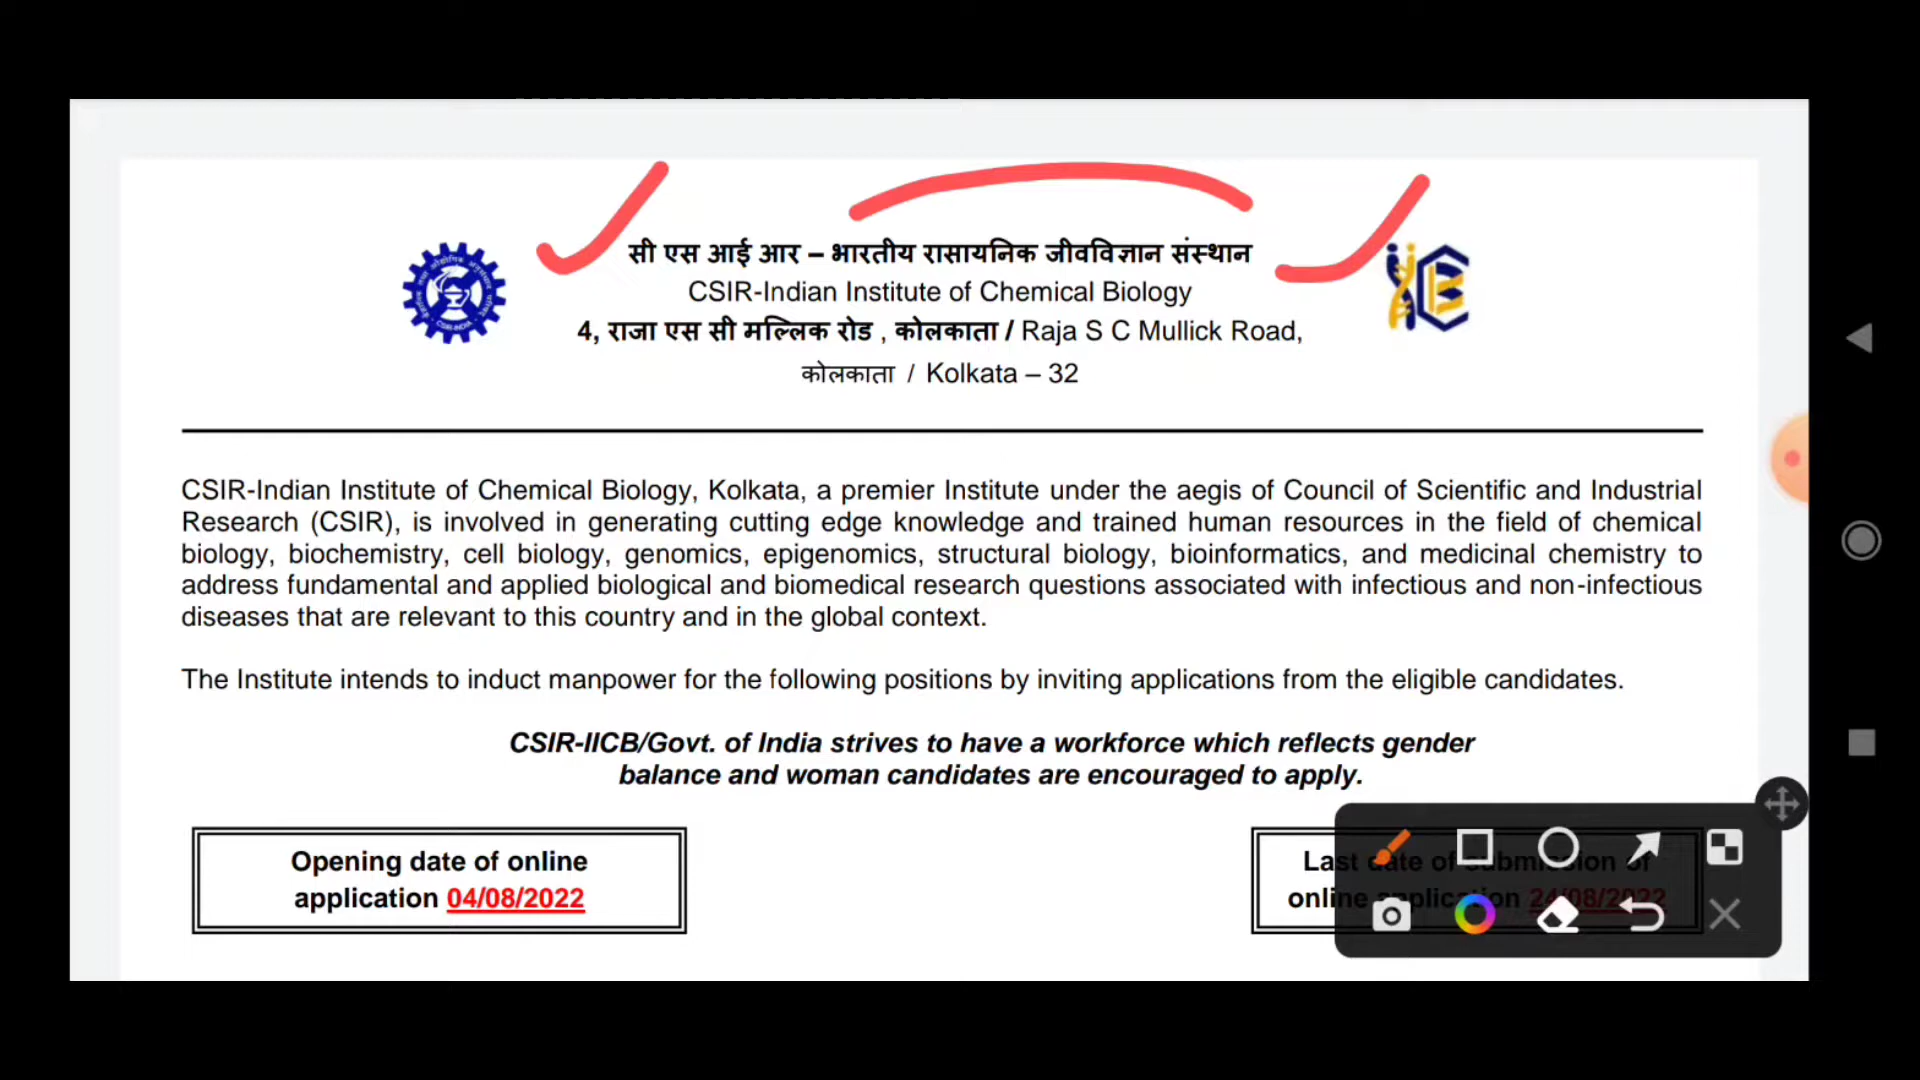 सी एस आई आर – भारतीय रासायनिक जीवविज्ञान संस्थान
CSIR-Indian Institute of Chemical Biology
4, राजा एस सी मल्लिक रोड , कोलकाता / Raja S C Mullick Road,
कोलकाता / Kolkata – 32
CSIR-Indian Institute of Chemical Biology, Kolkata, a premier Institute under the aegis of Council of Scientific and Industrial
Research (CSIR), is involved in generating cutting edge knowledge and trained human resources in the field of chemical
biology, biochemistry, cell biology, genomics, epigenomics, structural biology, bioinformatics, and medicinal chemistry to
address fundamental and applied biological and biomedical research questions associated with infectious and non-infectious
diseases that are relevant to this country and in the global context.
The Institute intends to induct manpower for the following positions by inviting applications from the eligible candidates.
CSIR-IICB/Govt. of India strives to have a workforce which reflects gender
balance and woman candidates are encouraged to apply.
Opening date of online
application 04/08/2022
Last date of submission of
online application 24/08/2022